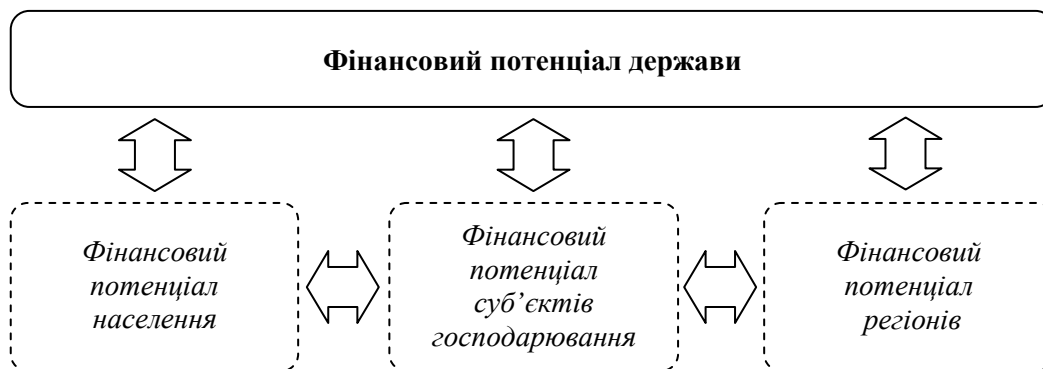 Фінансовий потенціал держави
Фінансовий
потенціал
населення
Фінансовий
потенціал
суб’єктів
господарювання
Фінансовий
потенціал
регіонів